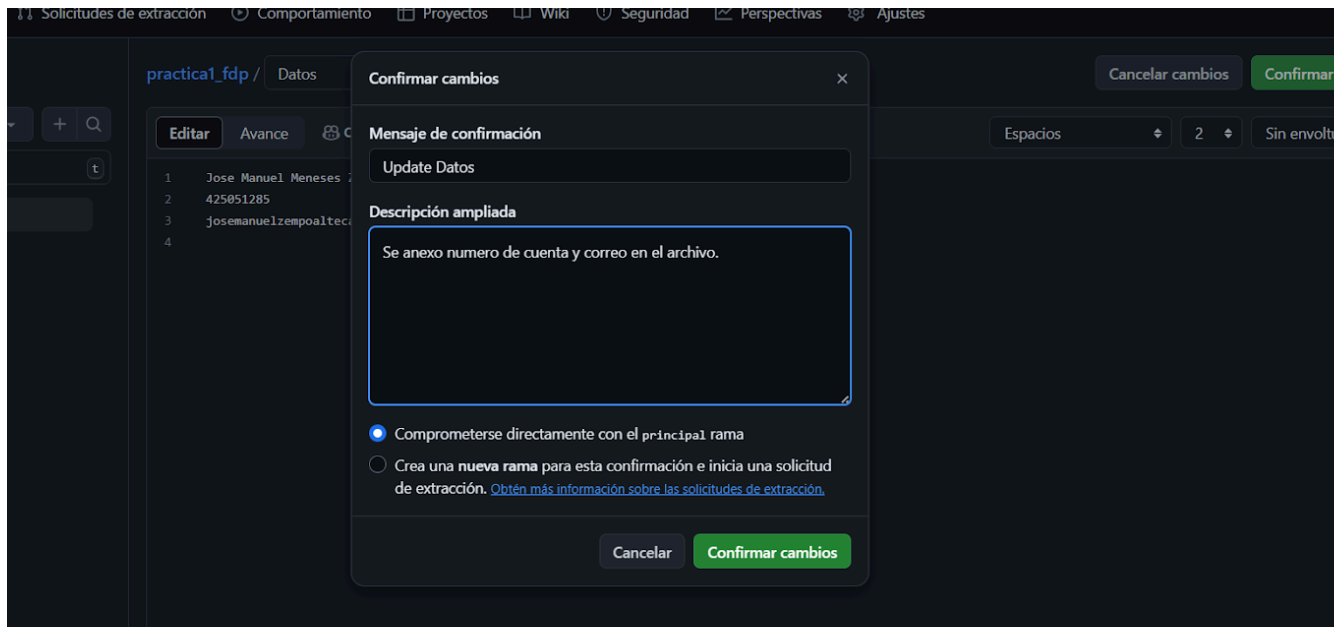 Solicitudes de extracción Comportamiento Proyectos Wiki Seguridad Perspectivas Ajustes
practica1_fdp / Datos
Cancelar cambios Confirmar
Editar Avance
Espacios 2 Sin
t
1 Jose Manuel Meneses
2 425051285
3
4
Confirmar cambios
Mensaje de confirmación
Update Datos
Descripción ampliada
Se anexo numero de cuenta y correo en el archivo.
Comprometerse directamente con el principal rama
Crea una nueva rama para esta confirmación e inicia una solicitud
de extracción. Obtén más información sobre las solicitudes de extracción.
Cancelar Confirmar cambios